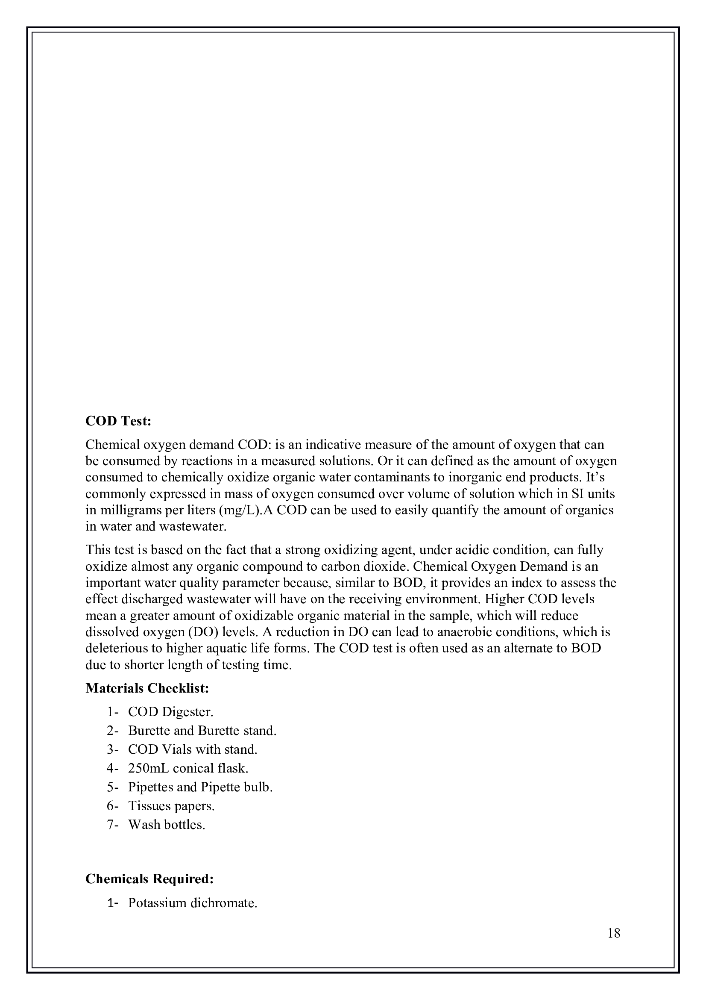 COD Test:
Chemical oxygen demand COD: is an indicative measure of the amount of oxygen that can
be consumed by reactions in a measured solutions. Or it can defined as the amount of oxygen
consumed to chemically oxidize organic water contaminants to inorganic end products. It’s
commonly expressed in mass of oxygen consumed over volume of solution which in SI units
in milligrams per liters (mg/L).A COD can be used to easily quantify the amount of organics
in water and wastewater.
This test is based on the fact that a strong oxidizing agent, under acidic condition, can fully
oxidize almost any organic compound to carbon dioxide. Chemical Oxygen Demand is an
important water quality parameter because, similar to BOD, it provides an index to assess the
effect discharged wastewater will have on the receiving environment. Higher COD levels
mean a greater amount of oxidizable organic material in the sample, which will reduce
dissolved oxygen (DO) levels. A reduction in DO can lead to anaerobic conditions, which is
deleterious to higher aquatic life forms. The COD test is often used as an alternate to BOD
due to shorter length of testing time.
Materials Checklist:
1- COD Digester.
2- Burette and Burette stand.
3- COD Vials with stand.
4- 250mL conical flask.
5- Pipettes and Pipette bulb.
6- Tissues papers.
7- Wash bottles.
Chemicals Required:
1- Potassium dichromate.
18